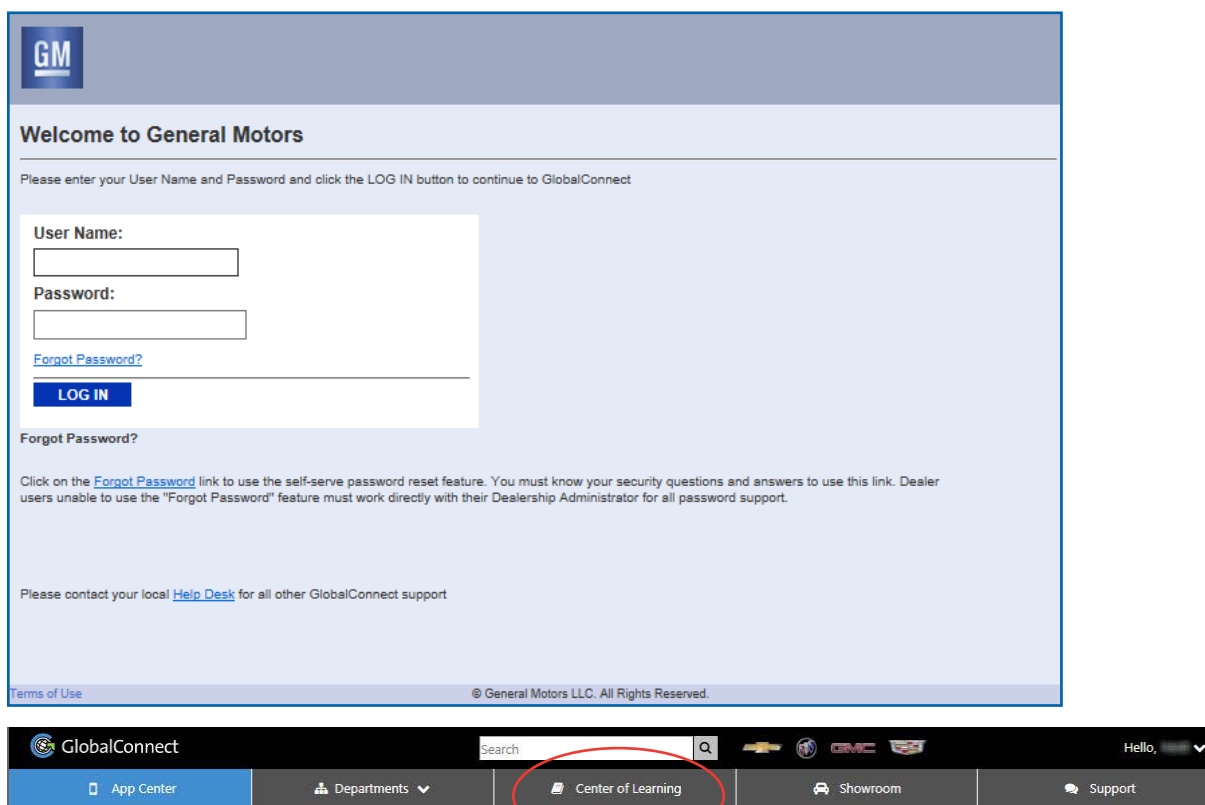 GM
Welcome to General Motors
Please enter your User Name and Password and click the LOG IN button to continue to GlobalConnect
User Name:
Password:
Forgot Password?
LOG IN
Forgot Password?
Click on the Forgot Password link to use the self-serve password reset feature. You must know your security questions and answers to use this link. Dealer
users unable to use the "Forgot Password" feature must work directly with their Dealership Administrator for all password support.
Please contact your local Help Desk for all other GlobalConnect support
Terms of Use © General Motors LLC. All Rights Reserved.
GlobalConnect Search GMC Hello,
App Center Departments Center of Learning Showroom Support